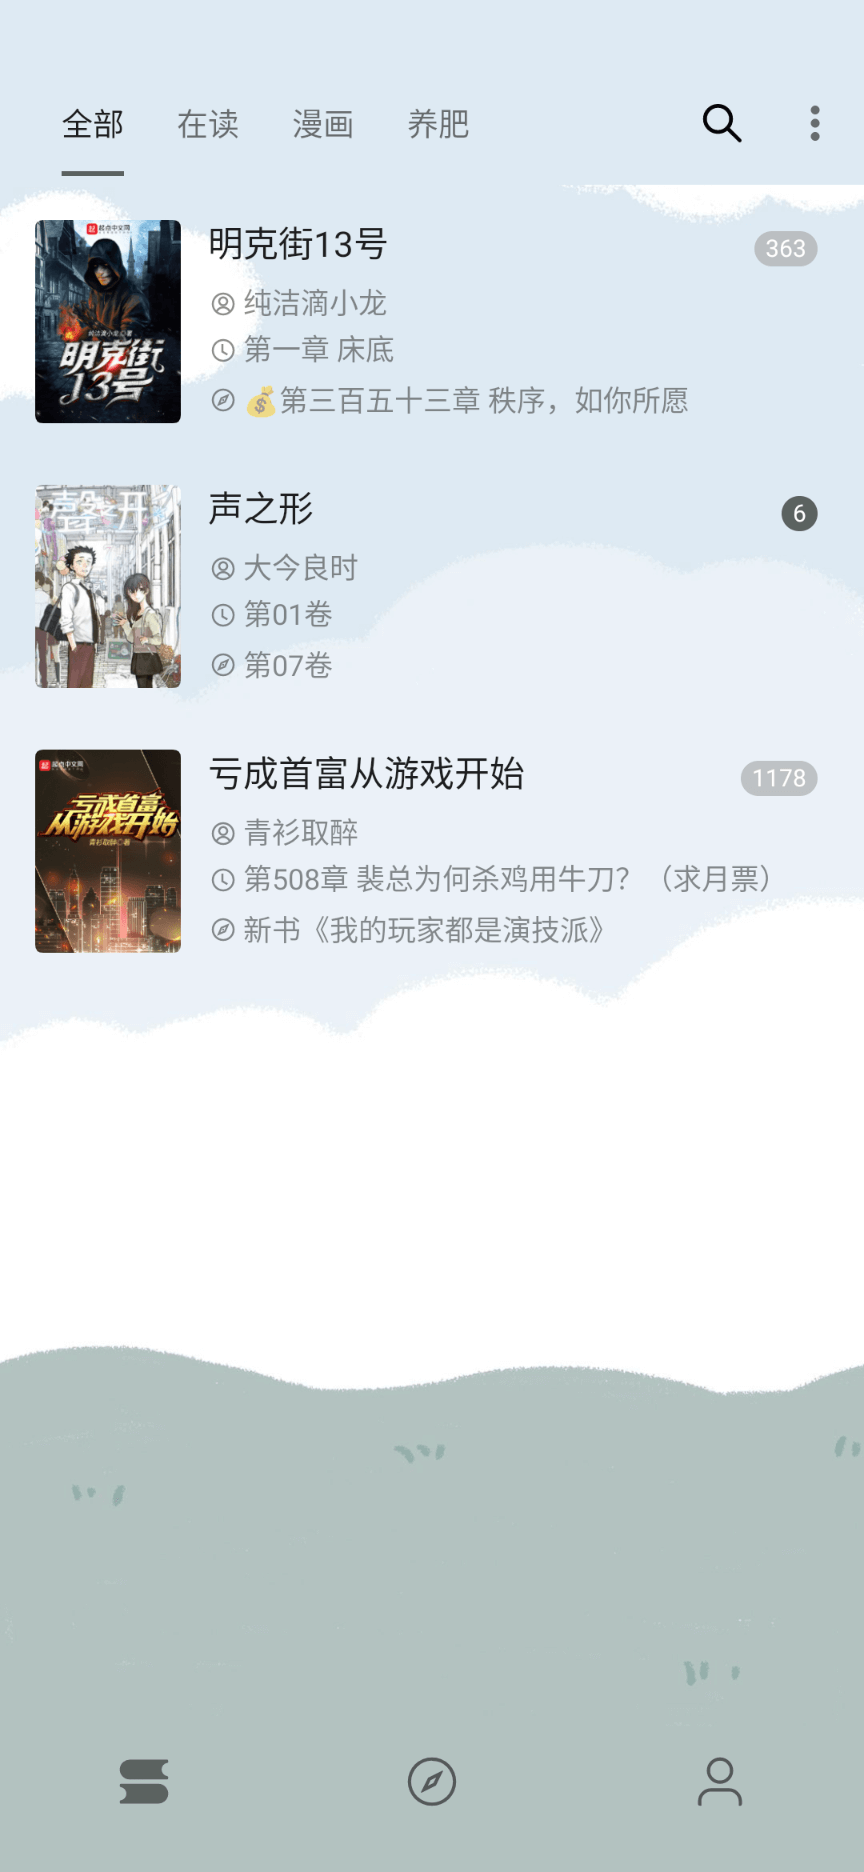 全部 在读 漫画 养肥
起点中文网
纯洁滴小龙◎著
明克街
13号
明克街13号
363
纯洁滴小龙
第一章 床底
💰第三百五十三章 秩序，如你所愿
聲之形
声之形
6
大今良时
第01卷
第07卷
起点中文网
亏成首富
从游戏开始
青衫取醉◎著
亏成首富从游戏开始
1178
青衫取醉
第508章 裴总为何杀鸡用牛刀？（求月票）
新书《我的玩家都是演技派》